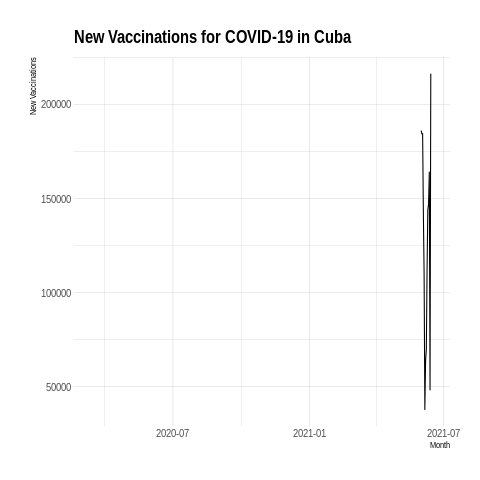 New Vaccinations for COVID-19 in Cuba
New Vaccinations
200000
150000
100000
50000
2020-07
2021-01
2021-07
Month